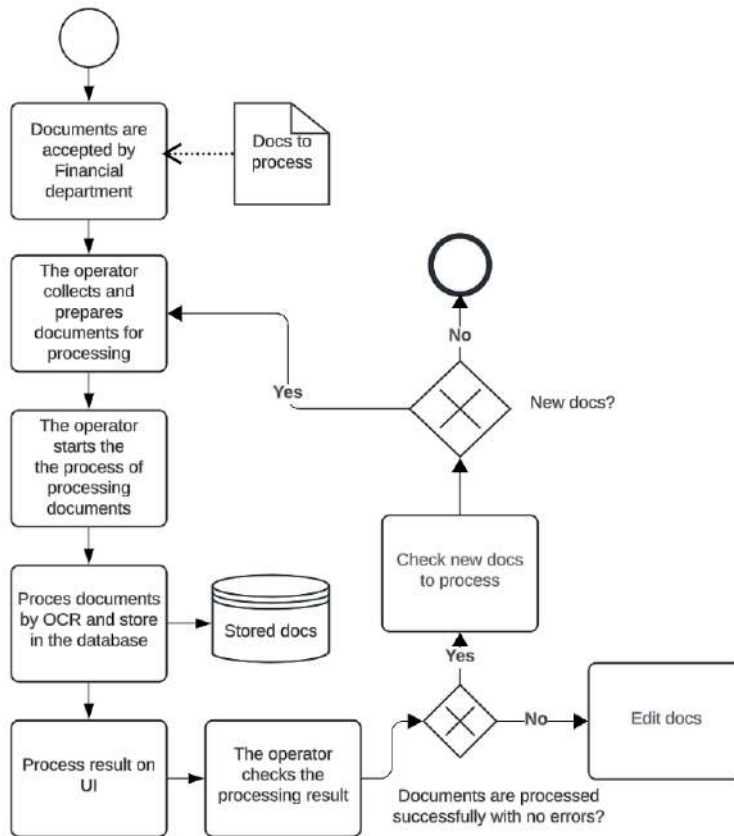 Documents are
accepted by
Financial
department
Docs to
process
The operator
collects and
prepares
documents for
processing
No
Yes
New docs?
The operator
starts the
the process of
processing
documents
Check new docs
to process
Proces documents
by OCR and store
in the database
Stored docs
Yes
No
Edit docs
Process result on
UI
The operator
checks the
processing result
Documents are processed
successfully with no errors?